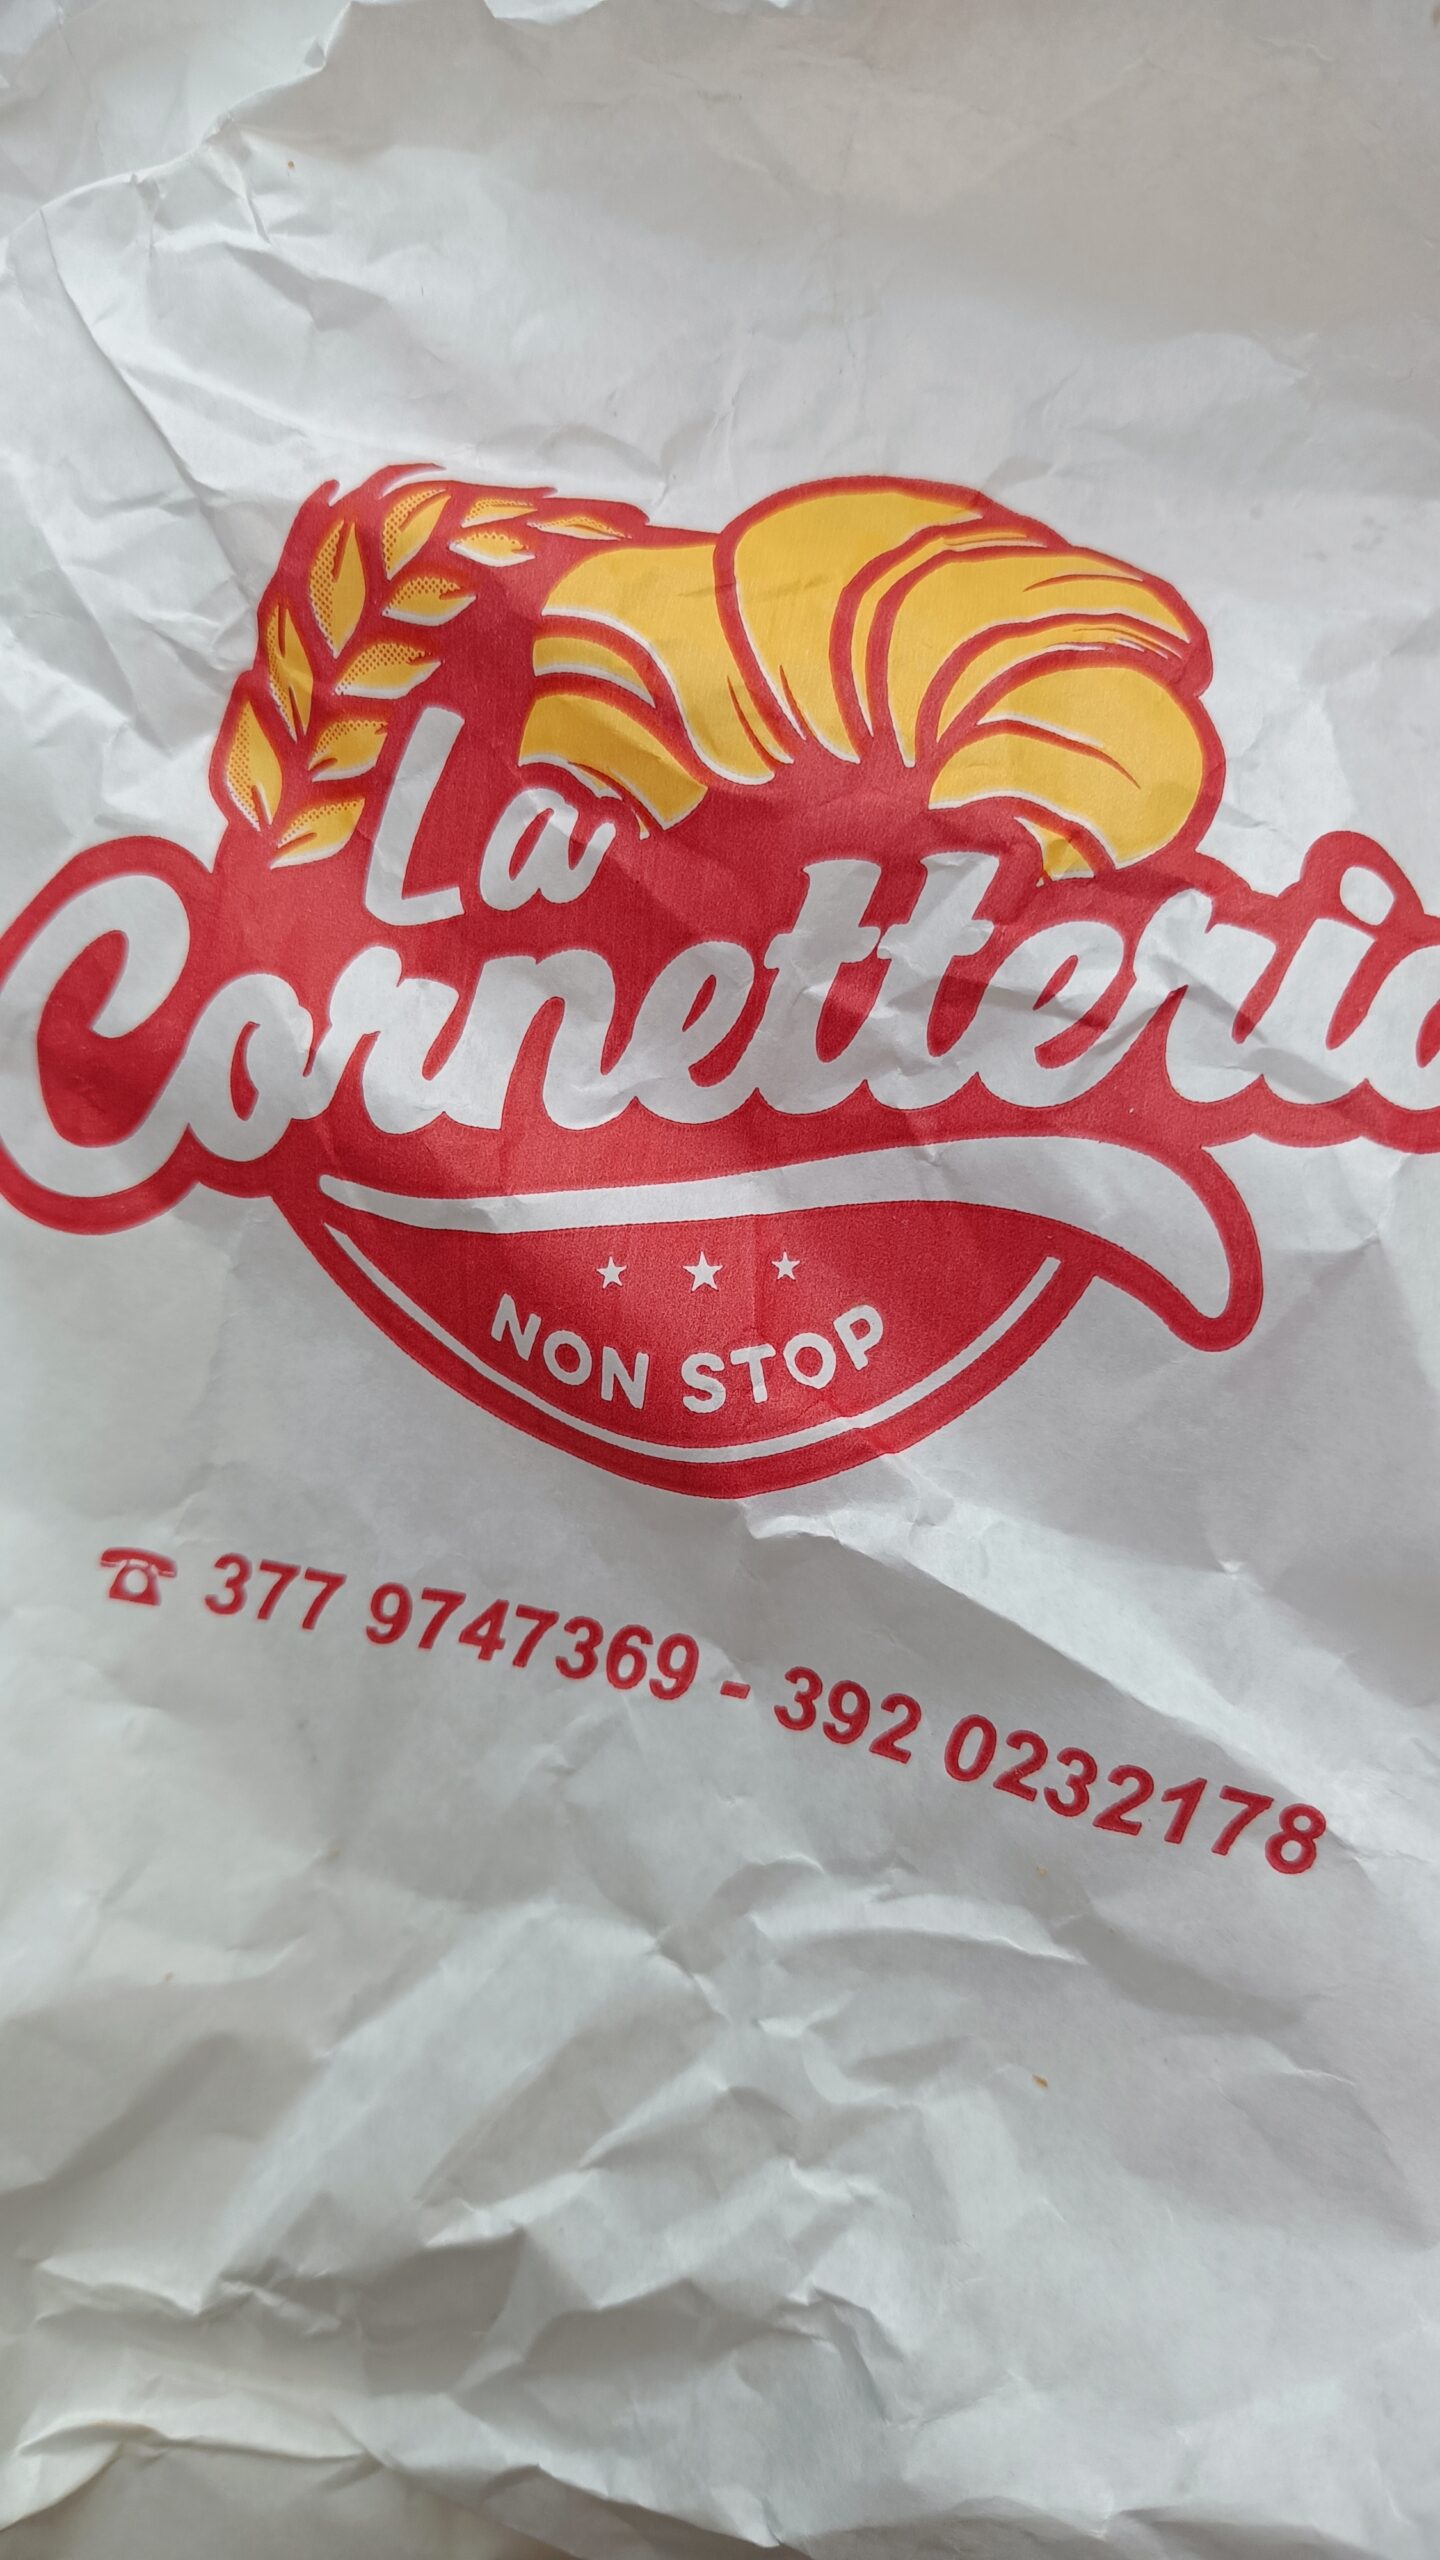 La
Cornetteria
NON STOP
☎ 377 9747369 - 392 0232178